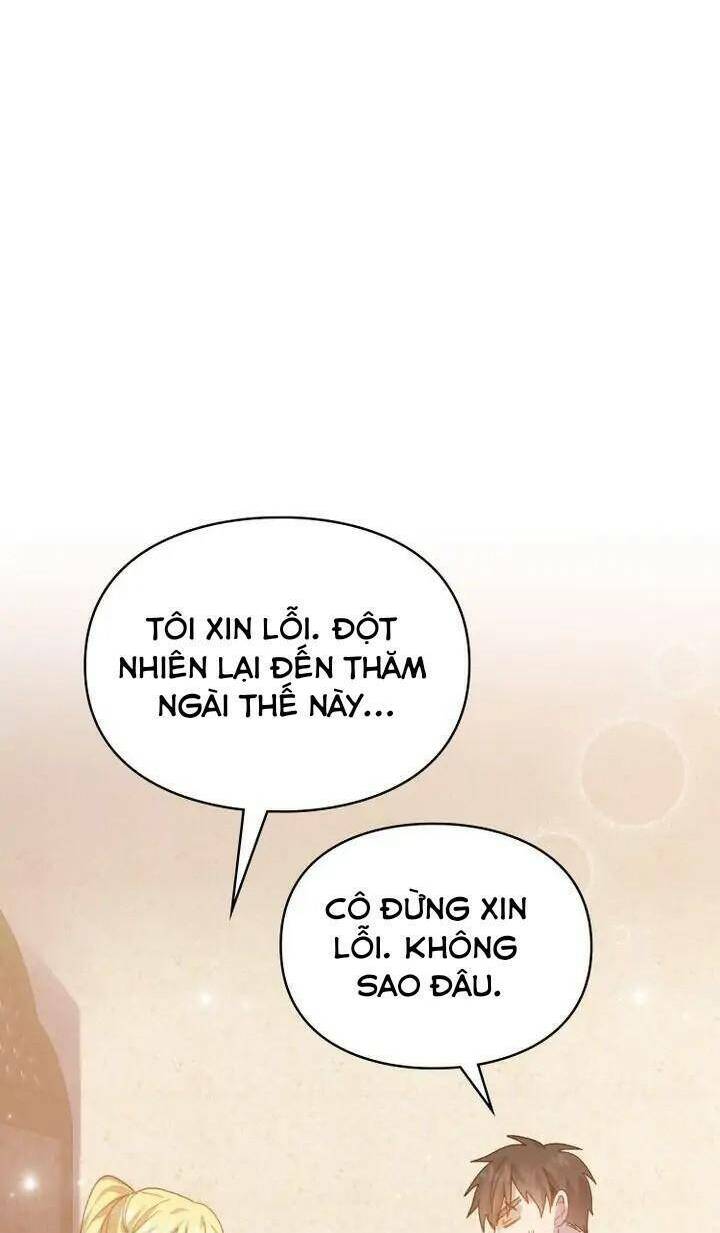 TÔI XIN LỖI. ĐỘT
NHIÊN LẠI ĐẾN THĂM
NGÀI THẾ NÀY...
CÔ ĐỪNG XIN
LỖI. KHÔNG
SAO ĐÂU.